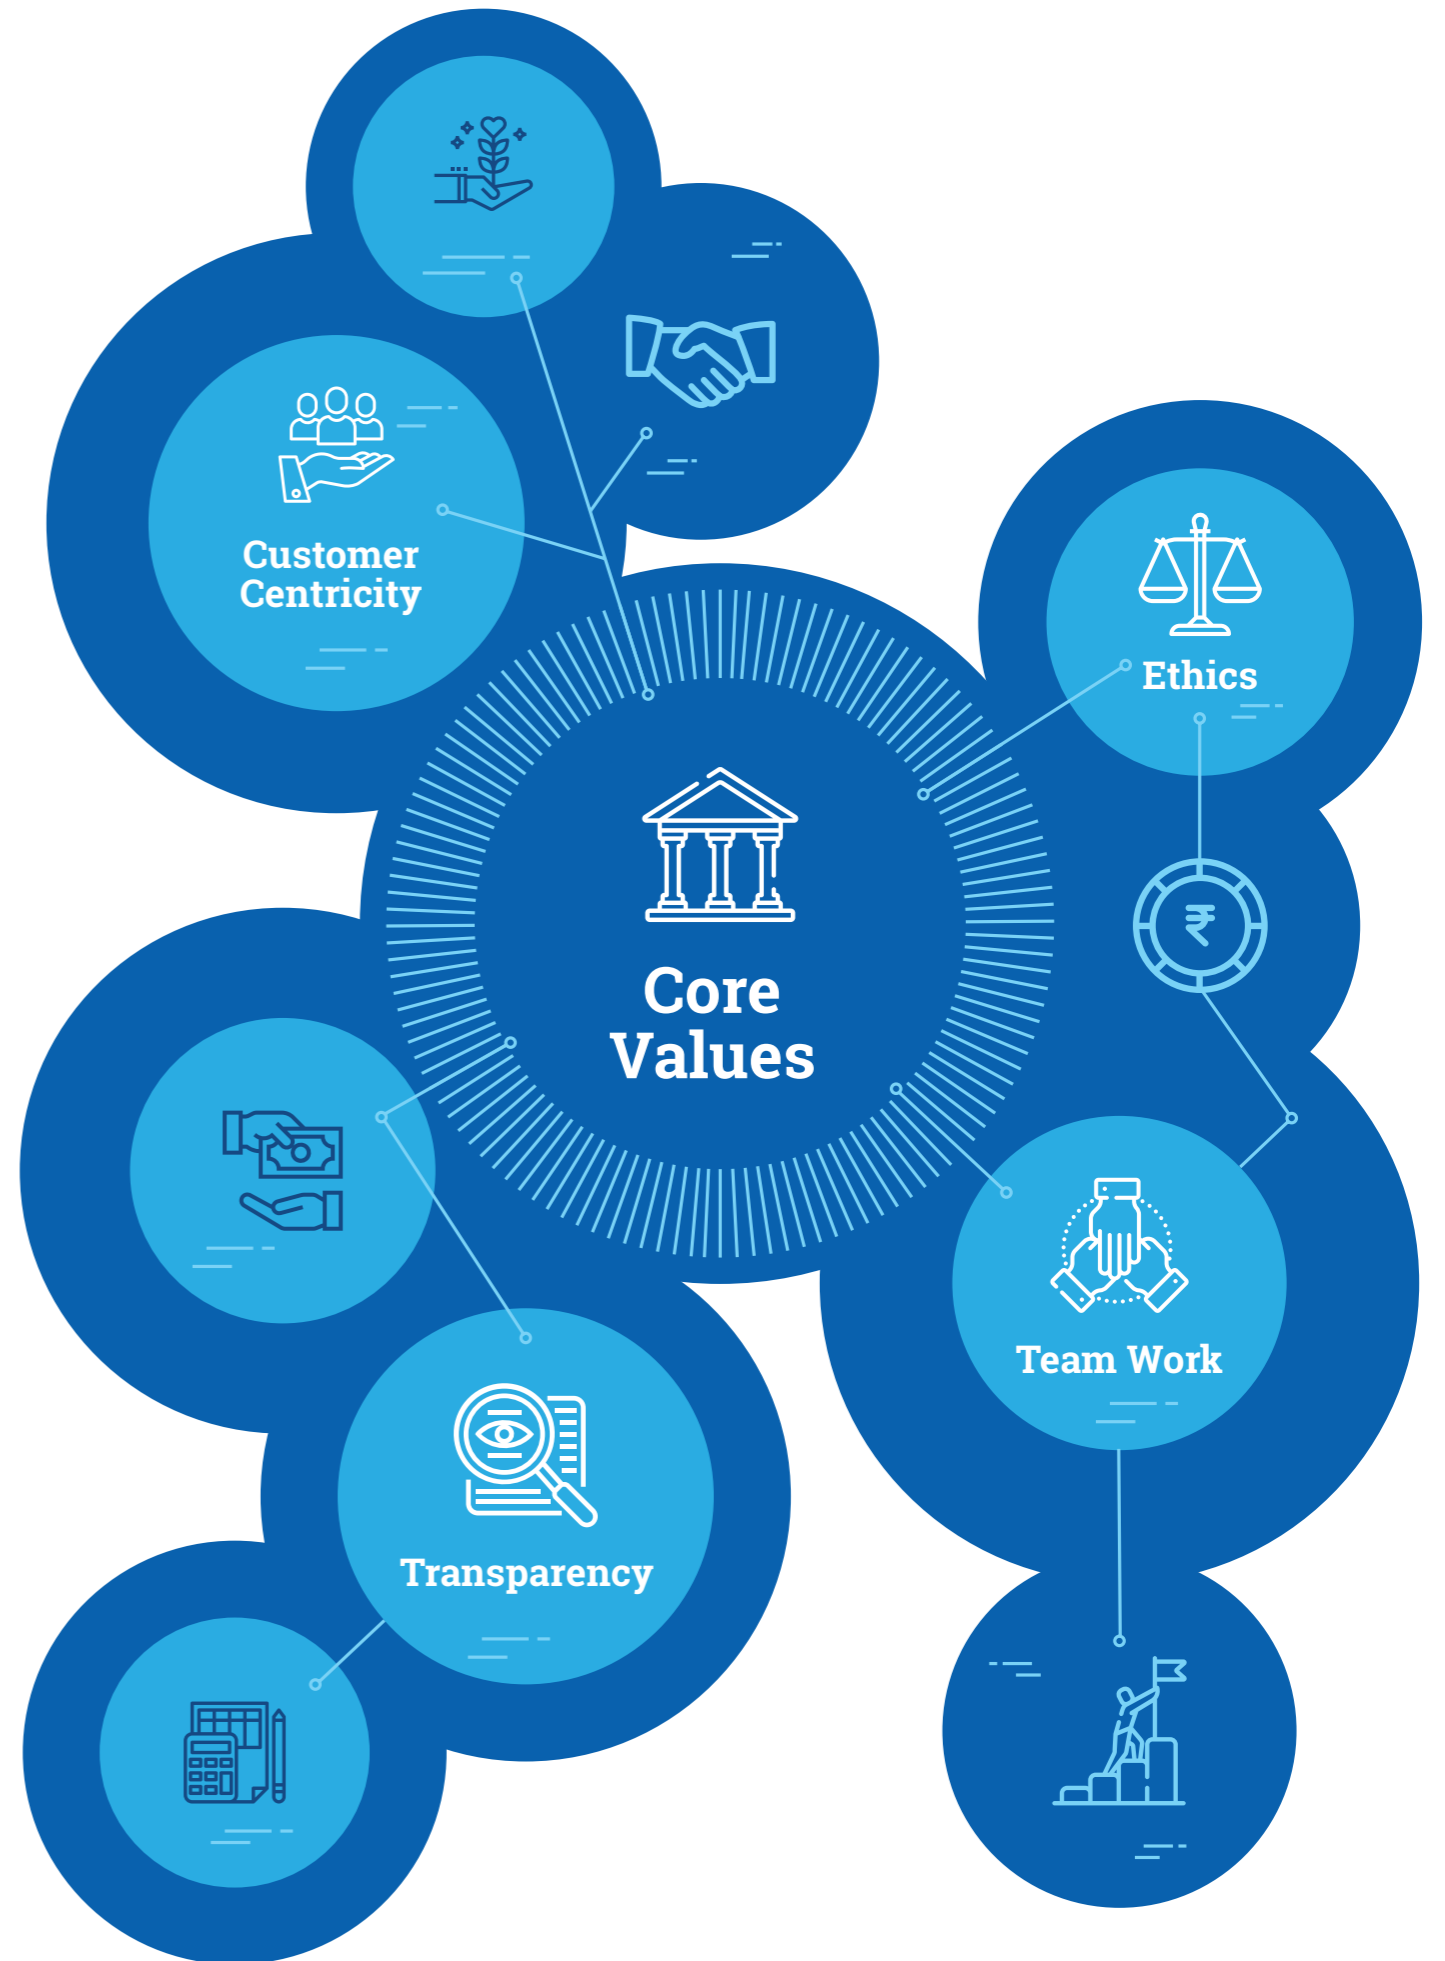 Customer
Centricity
Ethics
₹
Core
Values
Team Work
Transparency